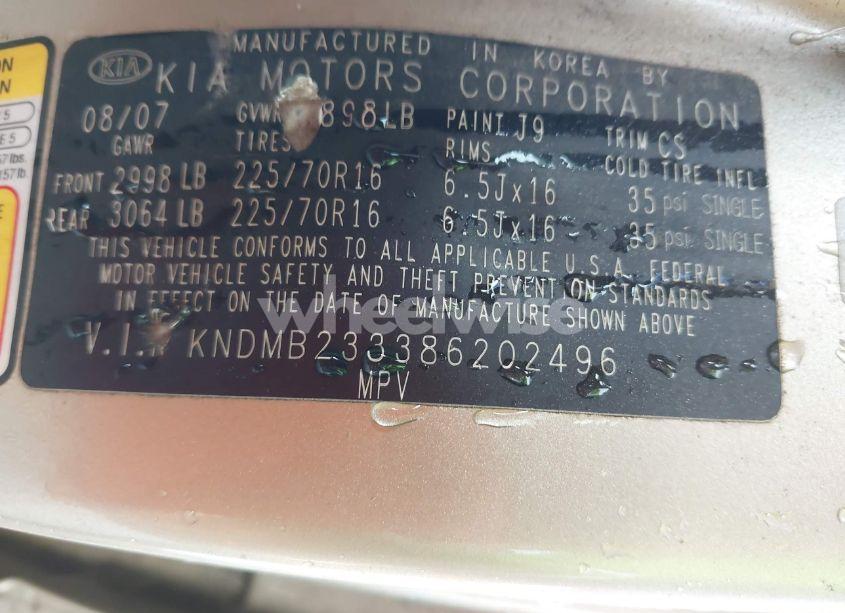 MANUFACTURED IN KOREA BY
KIA KIA MOTORS CORPORATION
08/07 GVWR 898LB PAINT J9 TRIM CS
GAWR TIRES RIMS COLD TIRE INFL
FRONT 2998 LB 225/70R16 6.5Jx16 35 psi SINGLE
REAR 3064 LB 225/70R16 6.5Jx16 35 psi SINGLE
THIS VEHICLE CONFORMS TO ALL APPLICABLE U.S.A. FEDERAL
MOTOR VEHICLE SAFETY AND THEFT PREVENTION STANDARDS
IN EFFECT ON THE DATE OF MANUFACTURE SHOWN ABOVE
V.I.N KNDMB233386202496
MPV